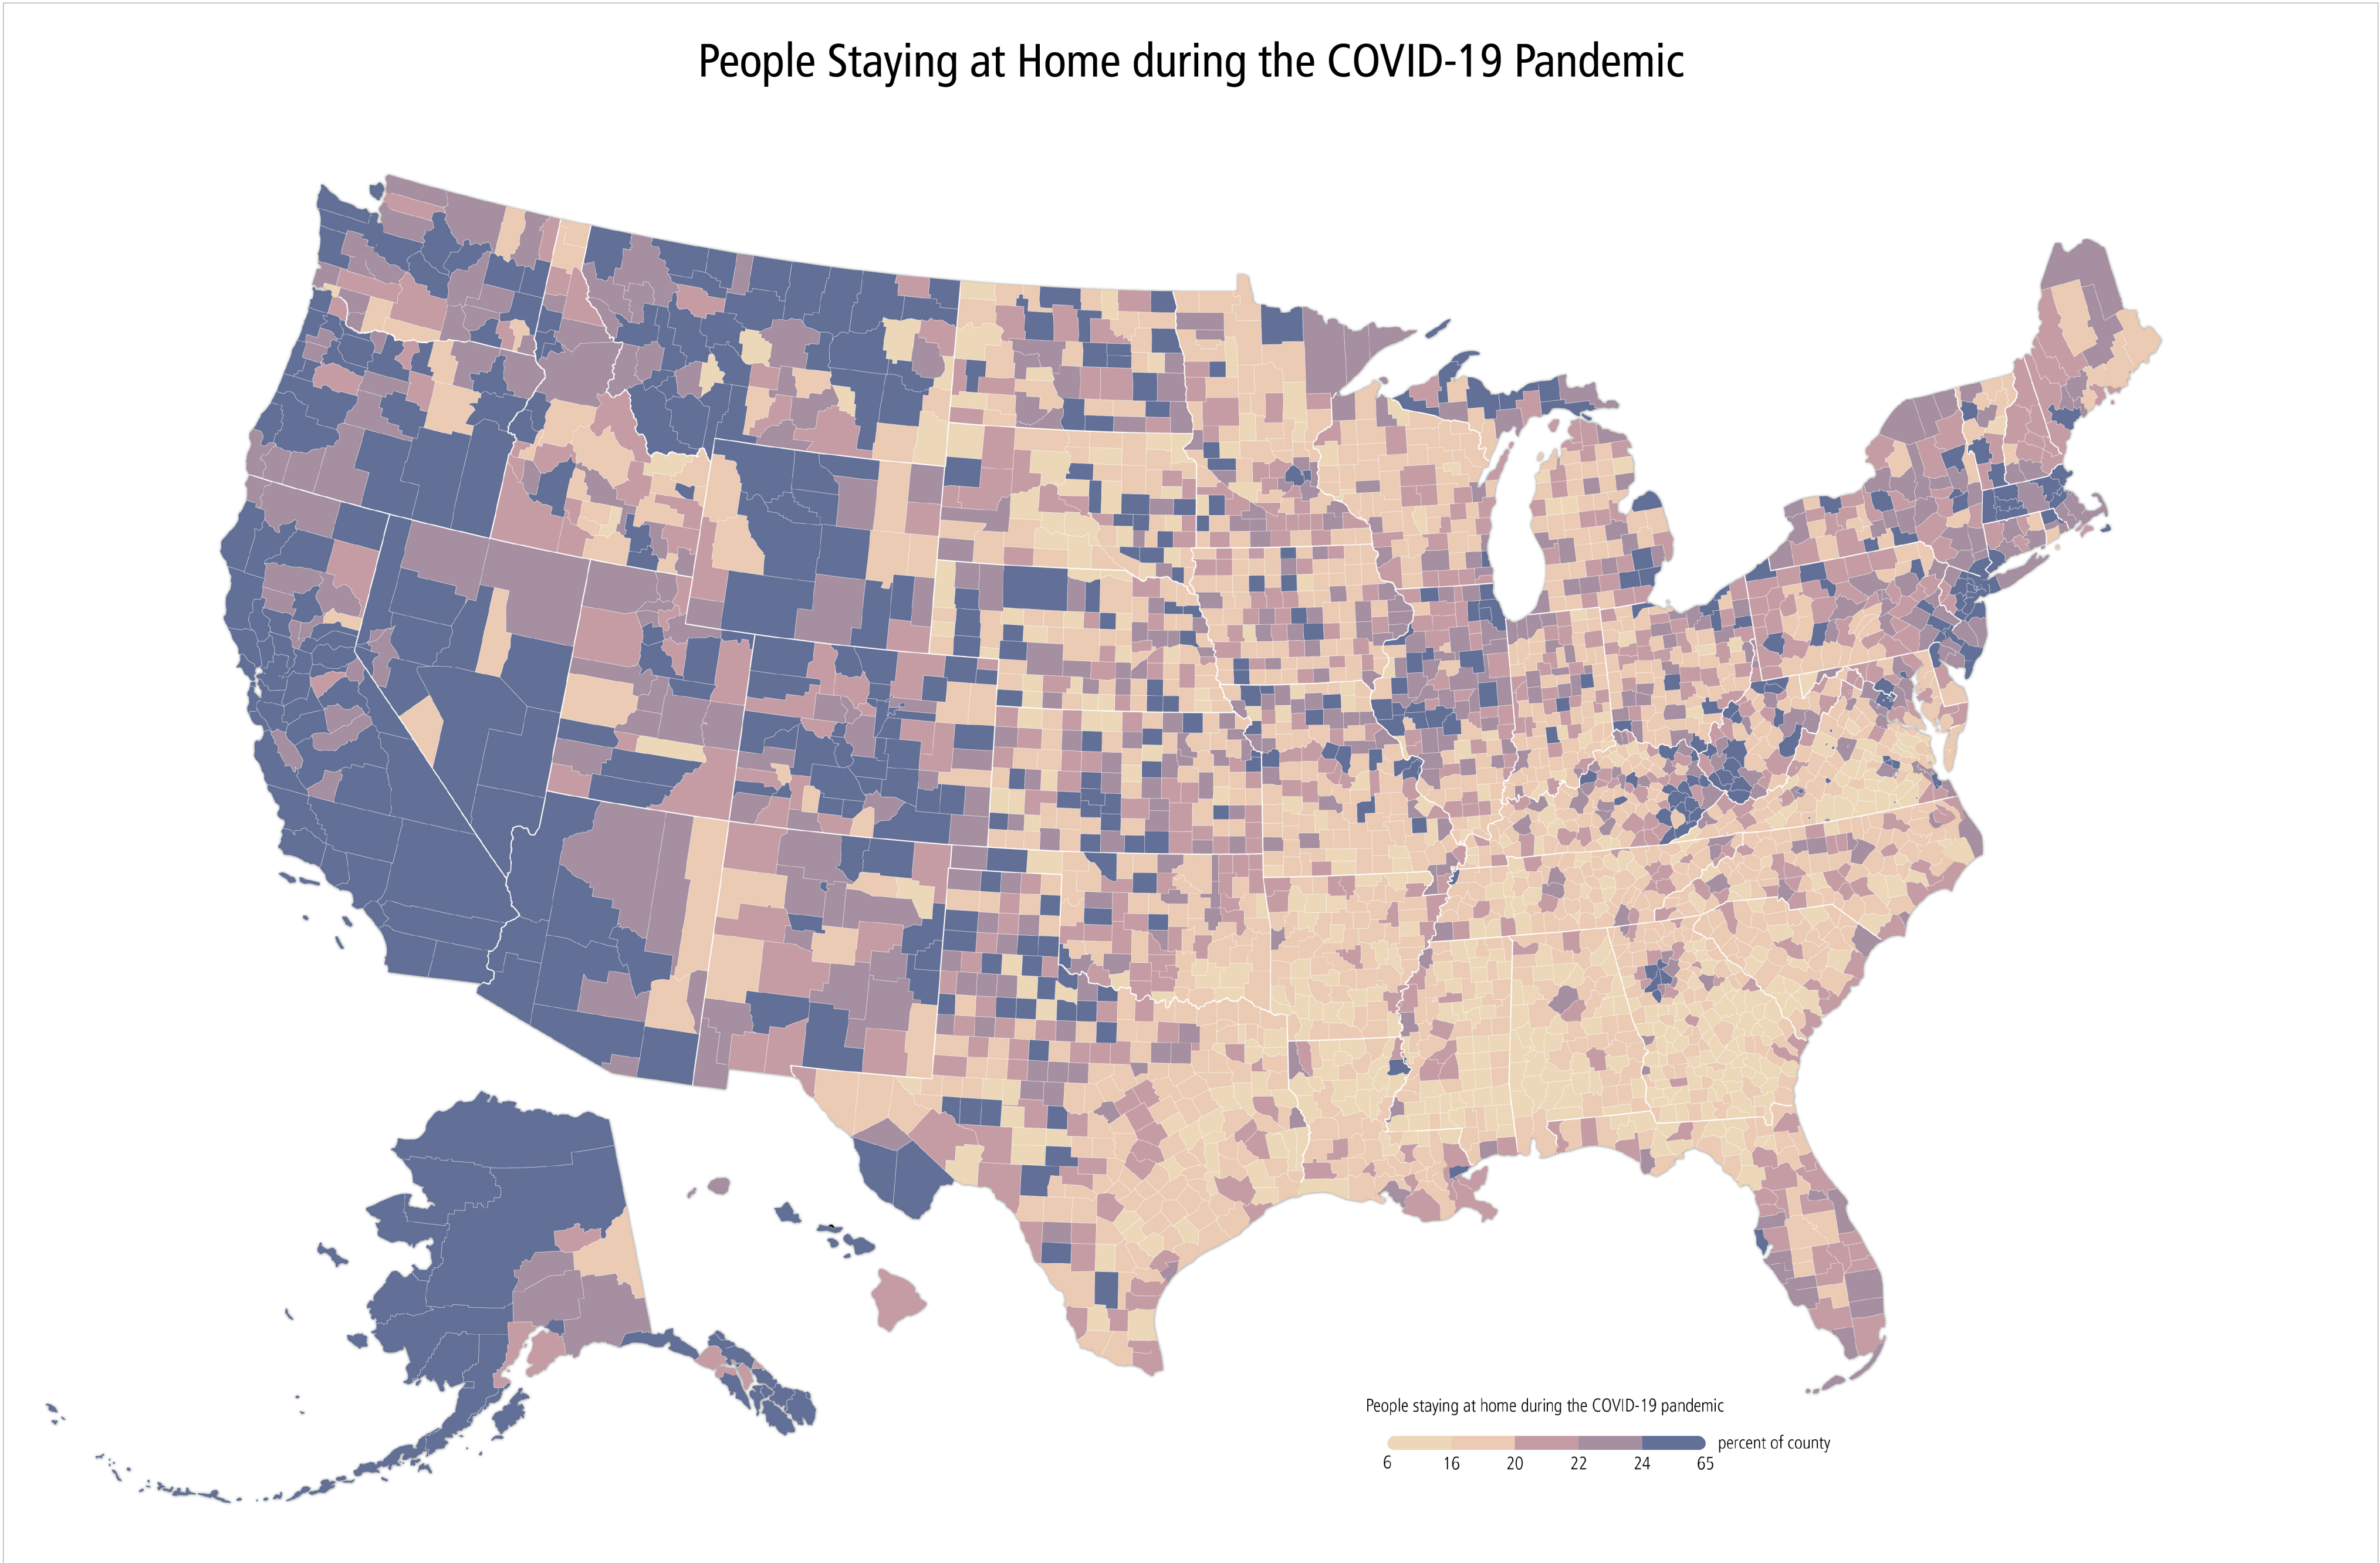 People Staying at Home during the COVID-19 Pandemic
People staying at home during the COVID-19 pandemic
percent of county
6 16 20 22 24 65